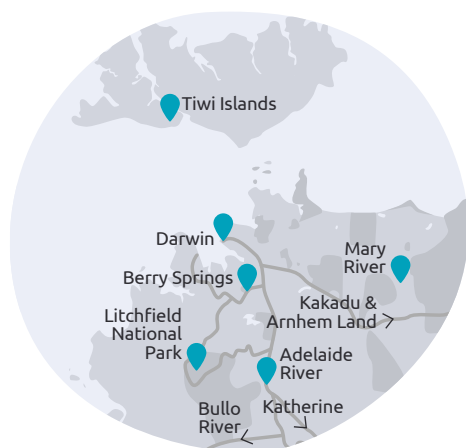 Tiwi Islands
Darwin
Mary
River
Berry Springs
Kakadu &
Arnhem Land
Litchfield
National
Park
Adelaide
River
Bullo
River
Katherine